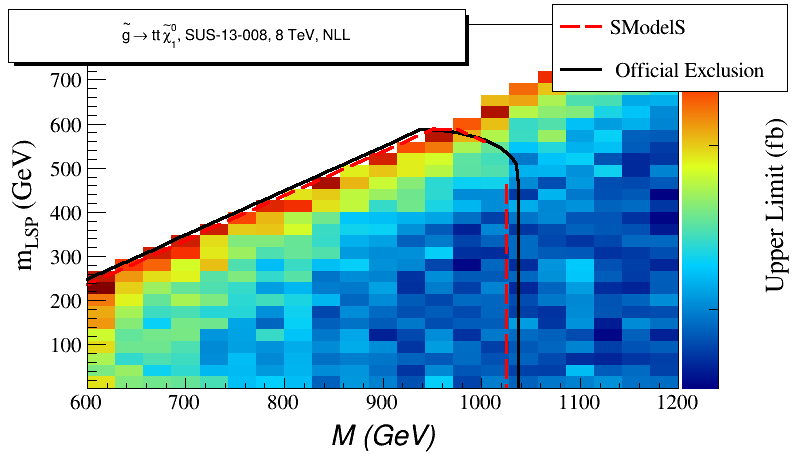 g̃ → tt χ̃₁⁰, SUS-13-008, 8 TeV, NLL
SModelS
Official Exclusion
700
600
500
400
300
200
100
m_LSP (GeV)
600 700 800 900 1000 1100 1200
M (GeV)
Upper Limit (fb)